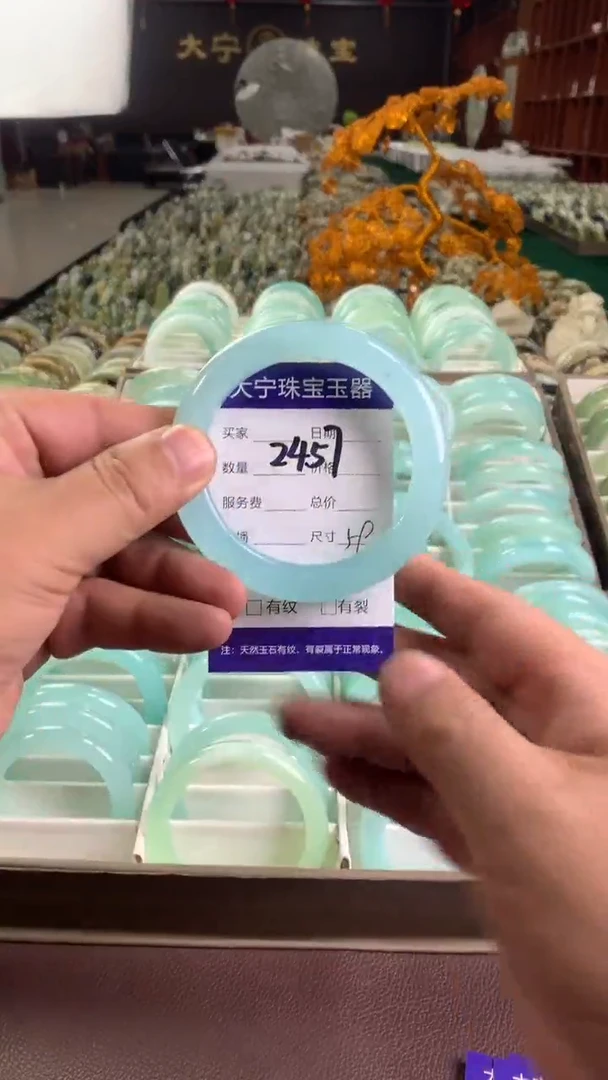 大宁 珠宝
大宁珠宝玉器
买家 日期
2457
数量 价格
服务费 总价
尺寸 59
□有纹 □有裂
注：天然玉石有纹、有裂属于正常现象。